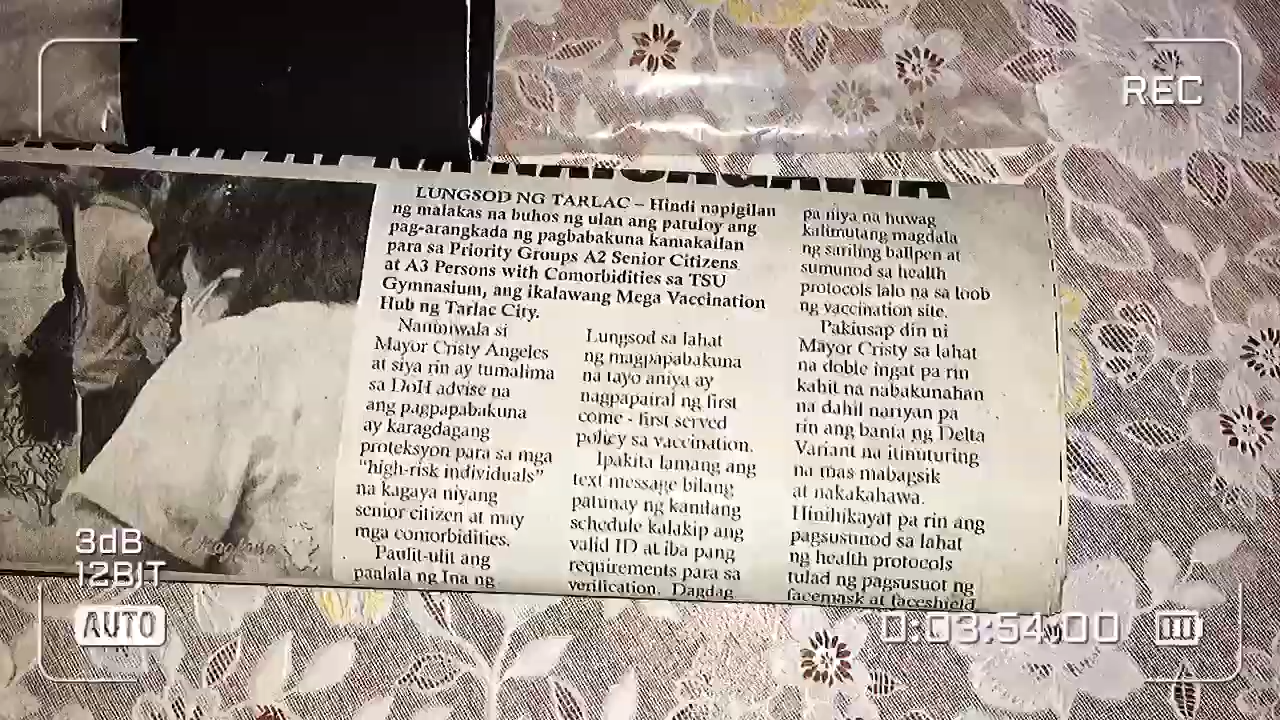 REC
LUNGSOD NG TARLAC – Hindi napigilan
ng malakas na buhos ng ulan ang patuloy ang
pag-arangkada ng pagbabakuna kamakailan
para sa Priority Groups A2 Senior Citizens
at A3 Persons with Comorbidities sa TSU
Gymnasium, ang ikalawang Mega Vaccination
Hub ng Tarlac City.
Naniniwala si
Mayor Cristy Angeles
at siya rin ay tumalima
sa DoH advise na
ang pagpapabakuna
ay karagdagang
proteksyon para sa mga
“high-risk individuals”
na kagaya niyang
senior citizen at may
mga comorbidities.
Paulit-ulit ang
paalala ng Ina ng
Lungsod sa lahat
ng magpapabakuna
na tayo aniya ay
nagpapairal ng first
come - first served
policy sa vaccination.
Ipakita lamang ang
text message bilang
patunay ng kanilang
schedule kalakip ang
valid ID at iba pang
requirements para sa
verification. Dagdag
pa niya na huwag
kalimutang magdala
ng sariling ballpen at
sumunod sa health
protocols lalo na sa loob
ng vaccination site.
Pakiusap din ni
Mayor Cristy sa lahat
na doble ingat pa rin
kahit na nabakunahan
na dahil nariyan pa
rin ang banta ng Delta
Variant na itinuturing
na mas mabagsik
at nakakahawa.
Hinihikayat pa rin ang
pagsusunod sa lahat
ng health protocols
tulad ng pagsusuot ng
facemask at faceshield
3dB
12BIT
AUTO
0:03:54:00